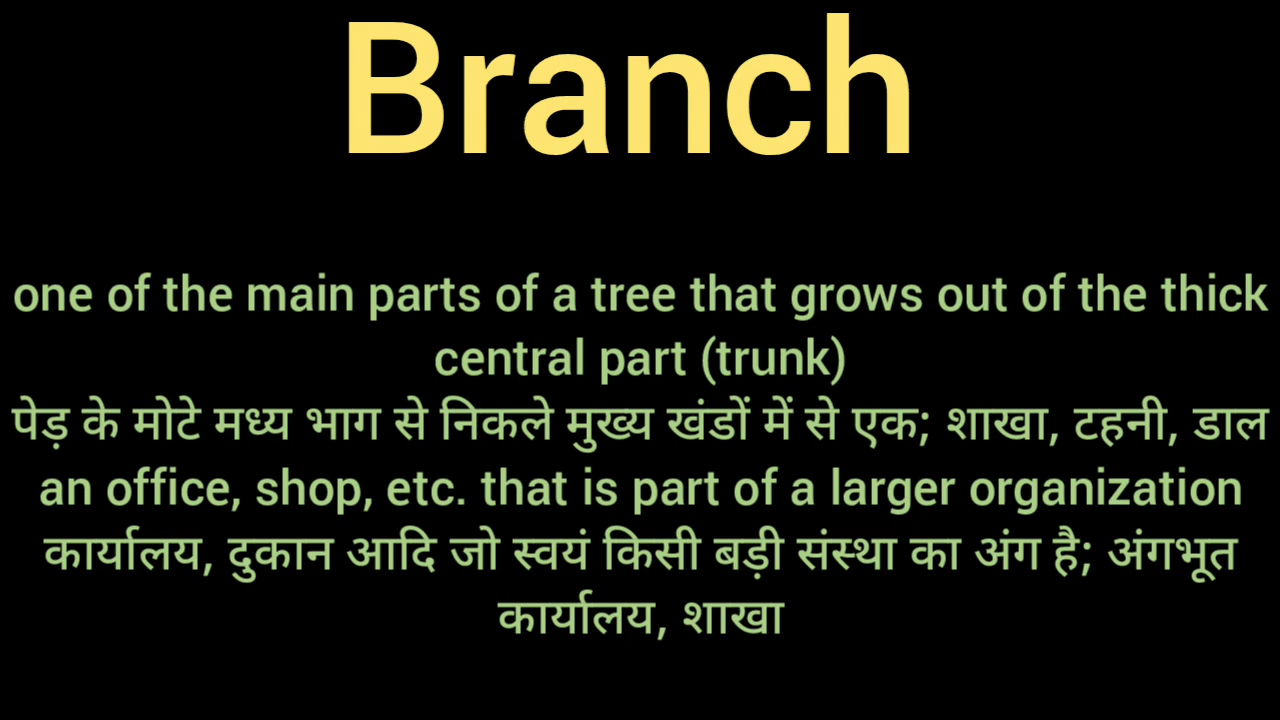 Branch
one of the main parts of a tree that grows out of the thick
central part (trunk)
पेड़ के मोटे मध्य भाग से निकले मुख्य खंडों में से एक; शाखा, टहनी, डाल
an office, shop, etc. that is part of a larger organization
कार्यालय, दुकान आदि जो स्वयं किसी बड़ी संस्था का अंग है; अंगभूत
कार्यालय, शाखा